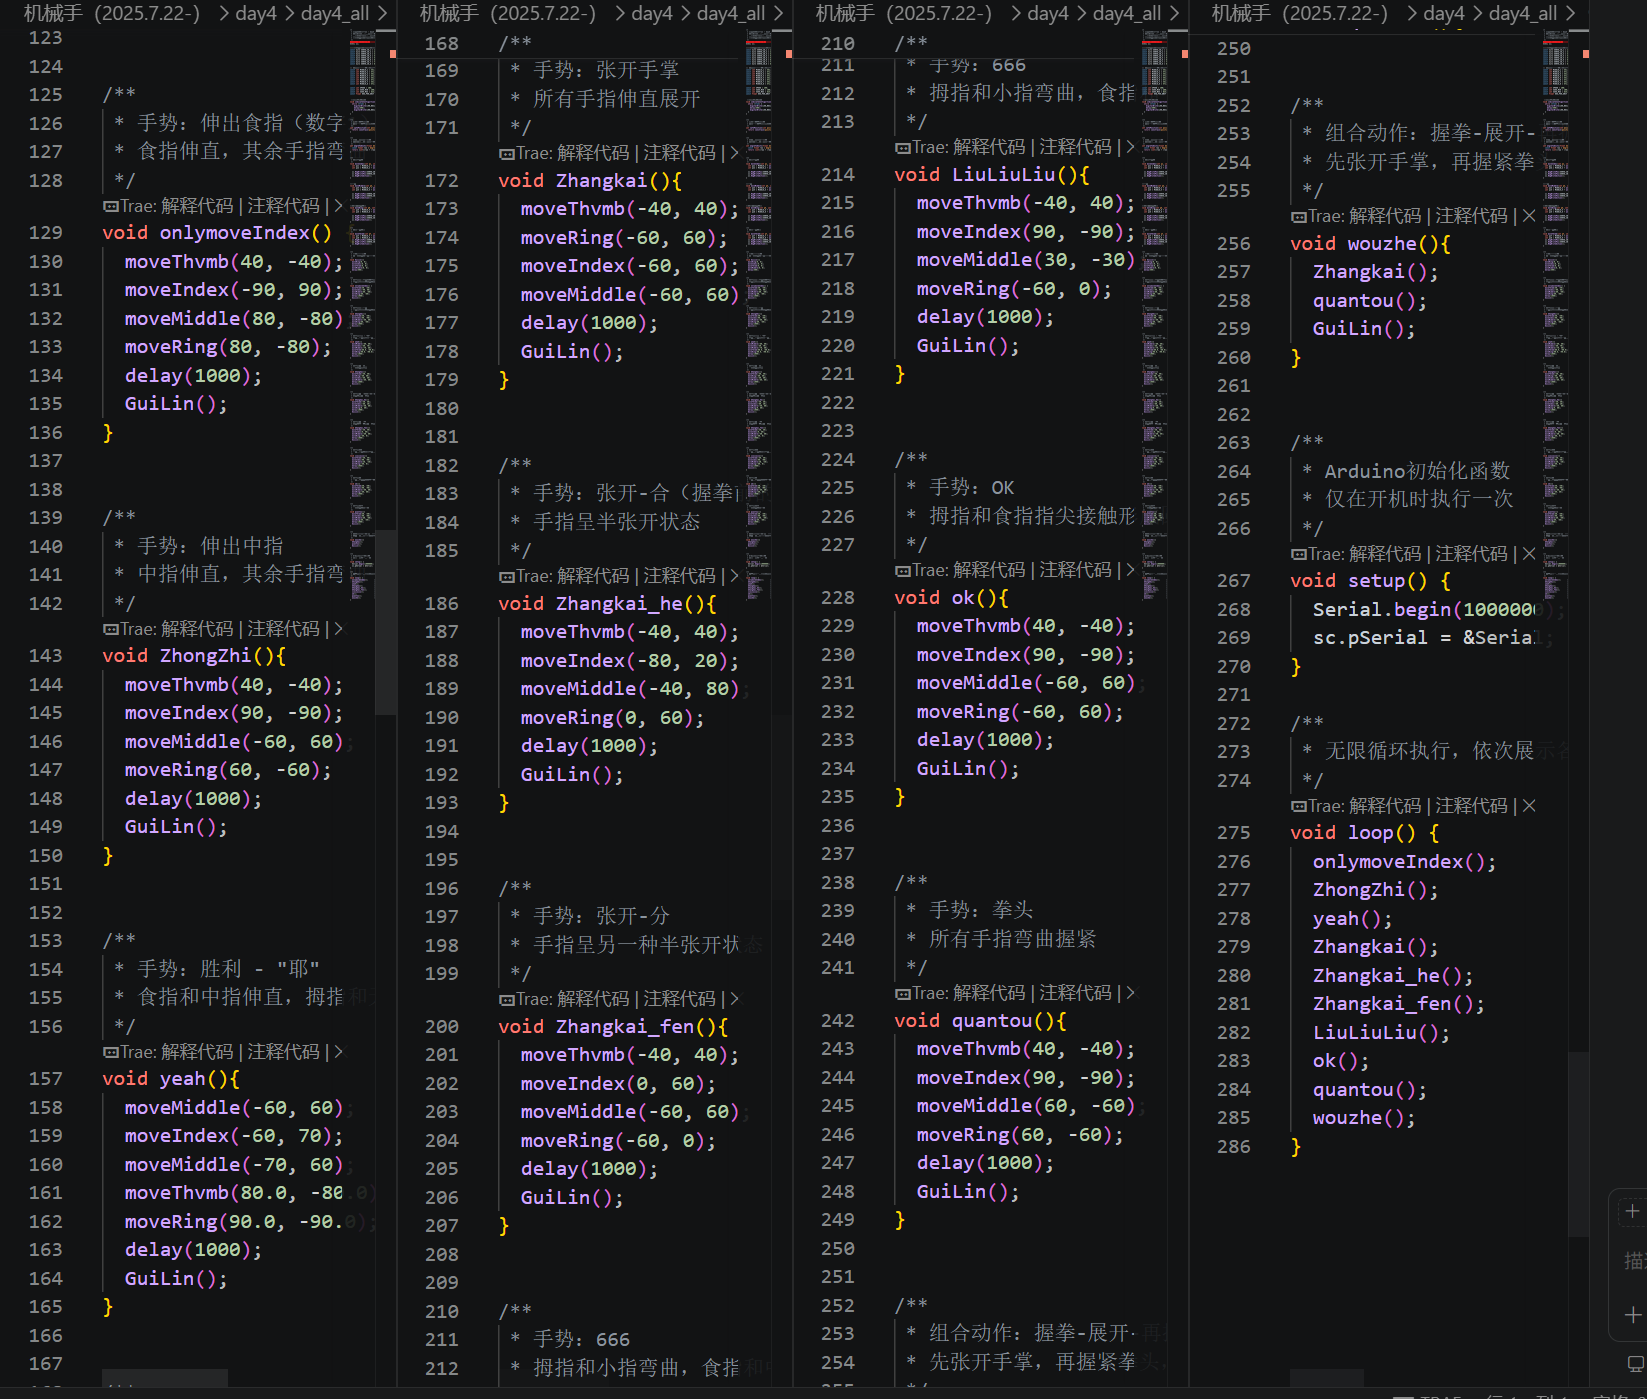 机械手 (2025.7.22-) > day4 > day4_all >
123
124
125 /**
126 * 手势：伸出食指（数字
127 * 食指伸直，其余手指弯
128 */
Trae: 解释代码 | 注释代码 |
129 void onlymoveIndex()
130 moveThvmb(40, -40);
131 moveIndex(-90, 90);
132 moveMiddle(80, -80)
133 moveRing(80, -80);
134 delay(1000);
135 GuiLin();
136 }
137
138
139 /**
140 * 手势：伸出中指
141 * 中指伸直，其余手指弯
142 */
Trae: 解释代码 | 注释代码 |
143 void ZhongZhi(){
144 moveThvmb(40, -40);
145 moveIndex(90, -90);
146 moveMiddle(-60, 60);
147 moveRing(60, -60);
148 delay(1000);
149 GuiLin();
150 }
151
152
153 /**
154 * 手势：胜利 - "耶"
155 * 食指和中指伸直，拇指和
156 */
Trae: 解释代码 | 注释代码 |
157 void yeah(){
158 moveMiddle(-60, 60);
159 moveIndex(-60, 70);
160 moveMiddle(-70, 60);
161 moveThvmb(80.0, -80.0)
162 moveRing(90.0, -90.0);
163 delay(1000);
164 GuiLin();
165 }
166
167
机械手 (2025.7.22-) > day4 > day4_all >
168 /**
169 * 手势：张开手掌
170 * 所有手指伸直展开
171 */
Trae: 解释代码 | 注释代码 |
172 void Zhangkai(){
173 moveThvmb(-40, 40);
174 moveRing(-60, 60);
175 moveIndex(-60, 60);
176 moveMiddle(-60, 60);
177 delay(1000);
178 GuiLin();
179 }
180
181
182 /**
183 * 手势：张开-合（握拳前
184 * 手指呈半张开状态
185 */
Trae: 解释代码 | 注释代码 |
186 void Zhangkai_he(){
187 moveThvmb(-40, 40);
188 moveIndex(-80, 20);
189 moveMiddle(-40, 80);
190 moveRing(0, 60);
191 delay(1000);
192 GuiLin();
193 }
194
195
196 /**
197 * 手势：张开-分
198 * 手指呈另一种半张开状态
199 */
Trae: 解释代码 | 注释代码 |
200 void Zhangkai_fen(){
201 moveThvmb(-40, 40);
202 moveIndex(0, 60);
203 moveMiddle(-60, 60);
204 moveRing(-60, 0);
205 delay(1000);
206 GuiLin();
207 }
208
209
210 /**
211 * 手势：666
212 * 拇指和小指弯曲，食指和中
机械手 (2025.7.22-) > day4 > day4_all >
210 /**
211 * 手势：666
212 * 拇指和小指弯曲，食指
213 */
Trae: 解释代码 | 注释代码 |
214 void LiuLiuLiu(){
215 moveThvmb(-40, 40);
216 moveIndex(90, -90);
217 moveMiddle(30, -30)
218 moveRing(-60, 0);
219 delay(1000);
220 GuiLin();
221 }
222
223
224 /**
225 * 手势：OK
226 * 拇指和食指指尖接触形
227 */
Trae: 解释代码 | 注释代码 |
228 void ok(){
229 moveThvmb(40, -40);
230 moveIndex(90, -90);
231 moveMiddle(-60, 60);
232 moveRing(-60, 60);
233 delay(1000);
234 GuiLin();
235 }
236
237
238 /**
239 * 手势：拳头
240 * 所有手指弯曲握紧
241 */
Trae: 解释代码 | 注释代码 |
242 void quantou(){
243 moveThvmb(40, -40);
244 moveIndex(90, -90);
245 moveMiddle(60, -60);
246 moveRing(60, -60);
247 delay(1000);
248 GuiLin();
249 }
250
251
252 /**
253 * 组合动作：握拳-展开-再
254 * 先张开手掌，再握紧拳头，
机械手 (2025.7.22-) > day4 > day4_all >
250
251
252 /**
253 * 组合动作：握拳-展开-
254 * 先张开手掌，再握紧拳
255 */
Trae: 解释代码 | 注释代码 | ×
256 void wouzhe(){
257 Zhangkai();
258 quantou();
259 GuiLin();
260 }
261
262
263 /**
264 * Arduino初始化函数
265 * 仅在开机时执行一次
266 */
Trae: 解释代码 | 注释代码 | ×
267 void setup() {
268 Serial.begin(1000000);
269 sc.pSerial = &Serial;
270 }
271
272 /**
273 * 无限循环执行，依次展示各
274 */
Trae: 解释代码 | 注释代码 | ×
275 void loop() {
276 onlymoveIndex();
277 ZhongZhi();
278 yeah();
279 Zhangkai();
280 Zhangkai_he();
281 Zhangkai_fen();
282 LiuLiuLiu();
283 ok();
284 quantou();
285 wouzhe();
286 }